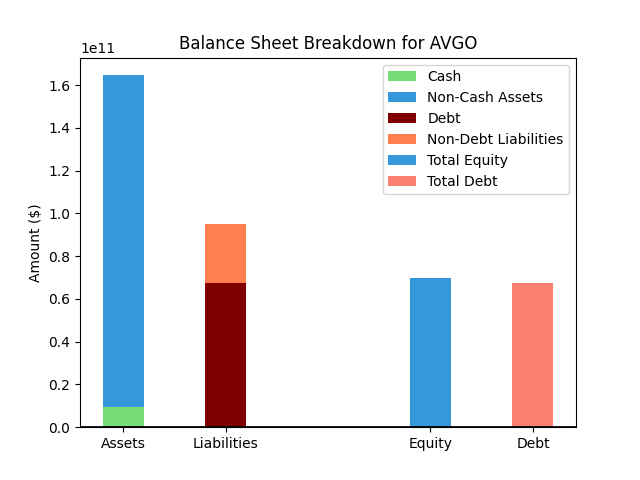 Balance Sheet Breakdown for AVGO
1e11
Amount ($)
1.6
1.4
1.2
1.0
0.8
0.6
0.4
0.2
0.0
Cash
Non-Cash Assets
Debt
Non-Debt Liabilities
Total Equity
Total Debt
Assets
Liabilities
Equity
Debt